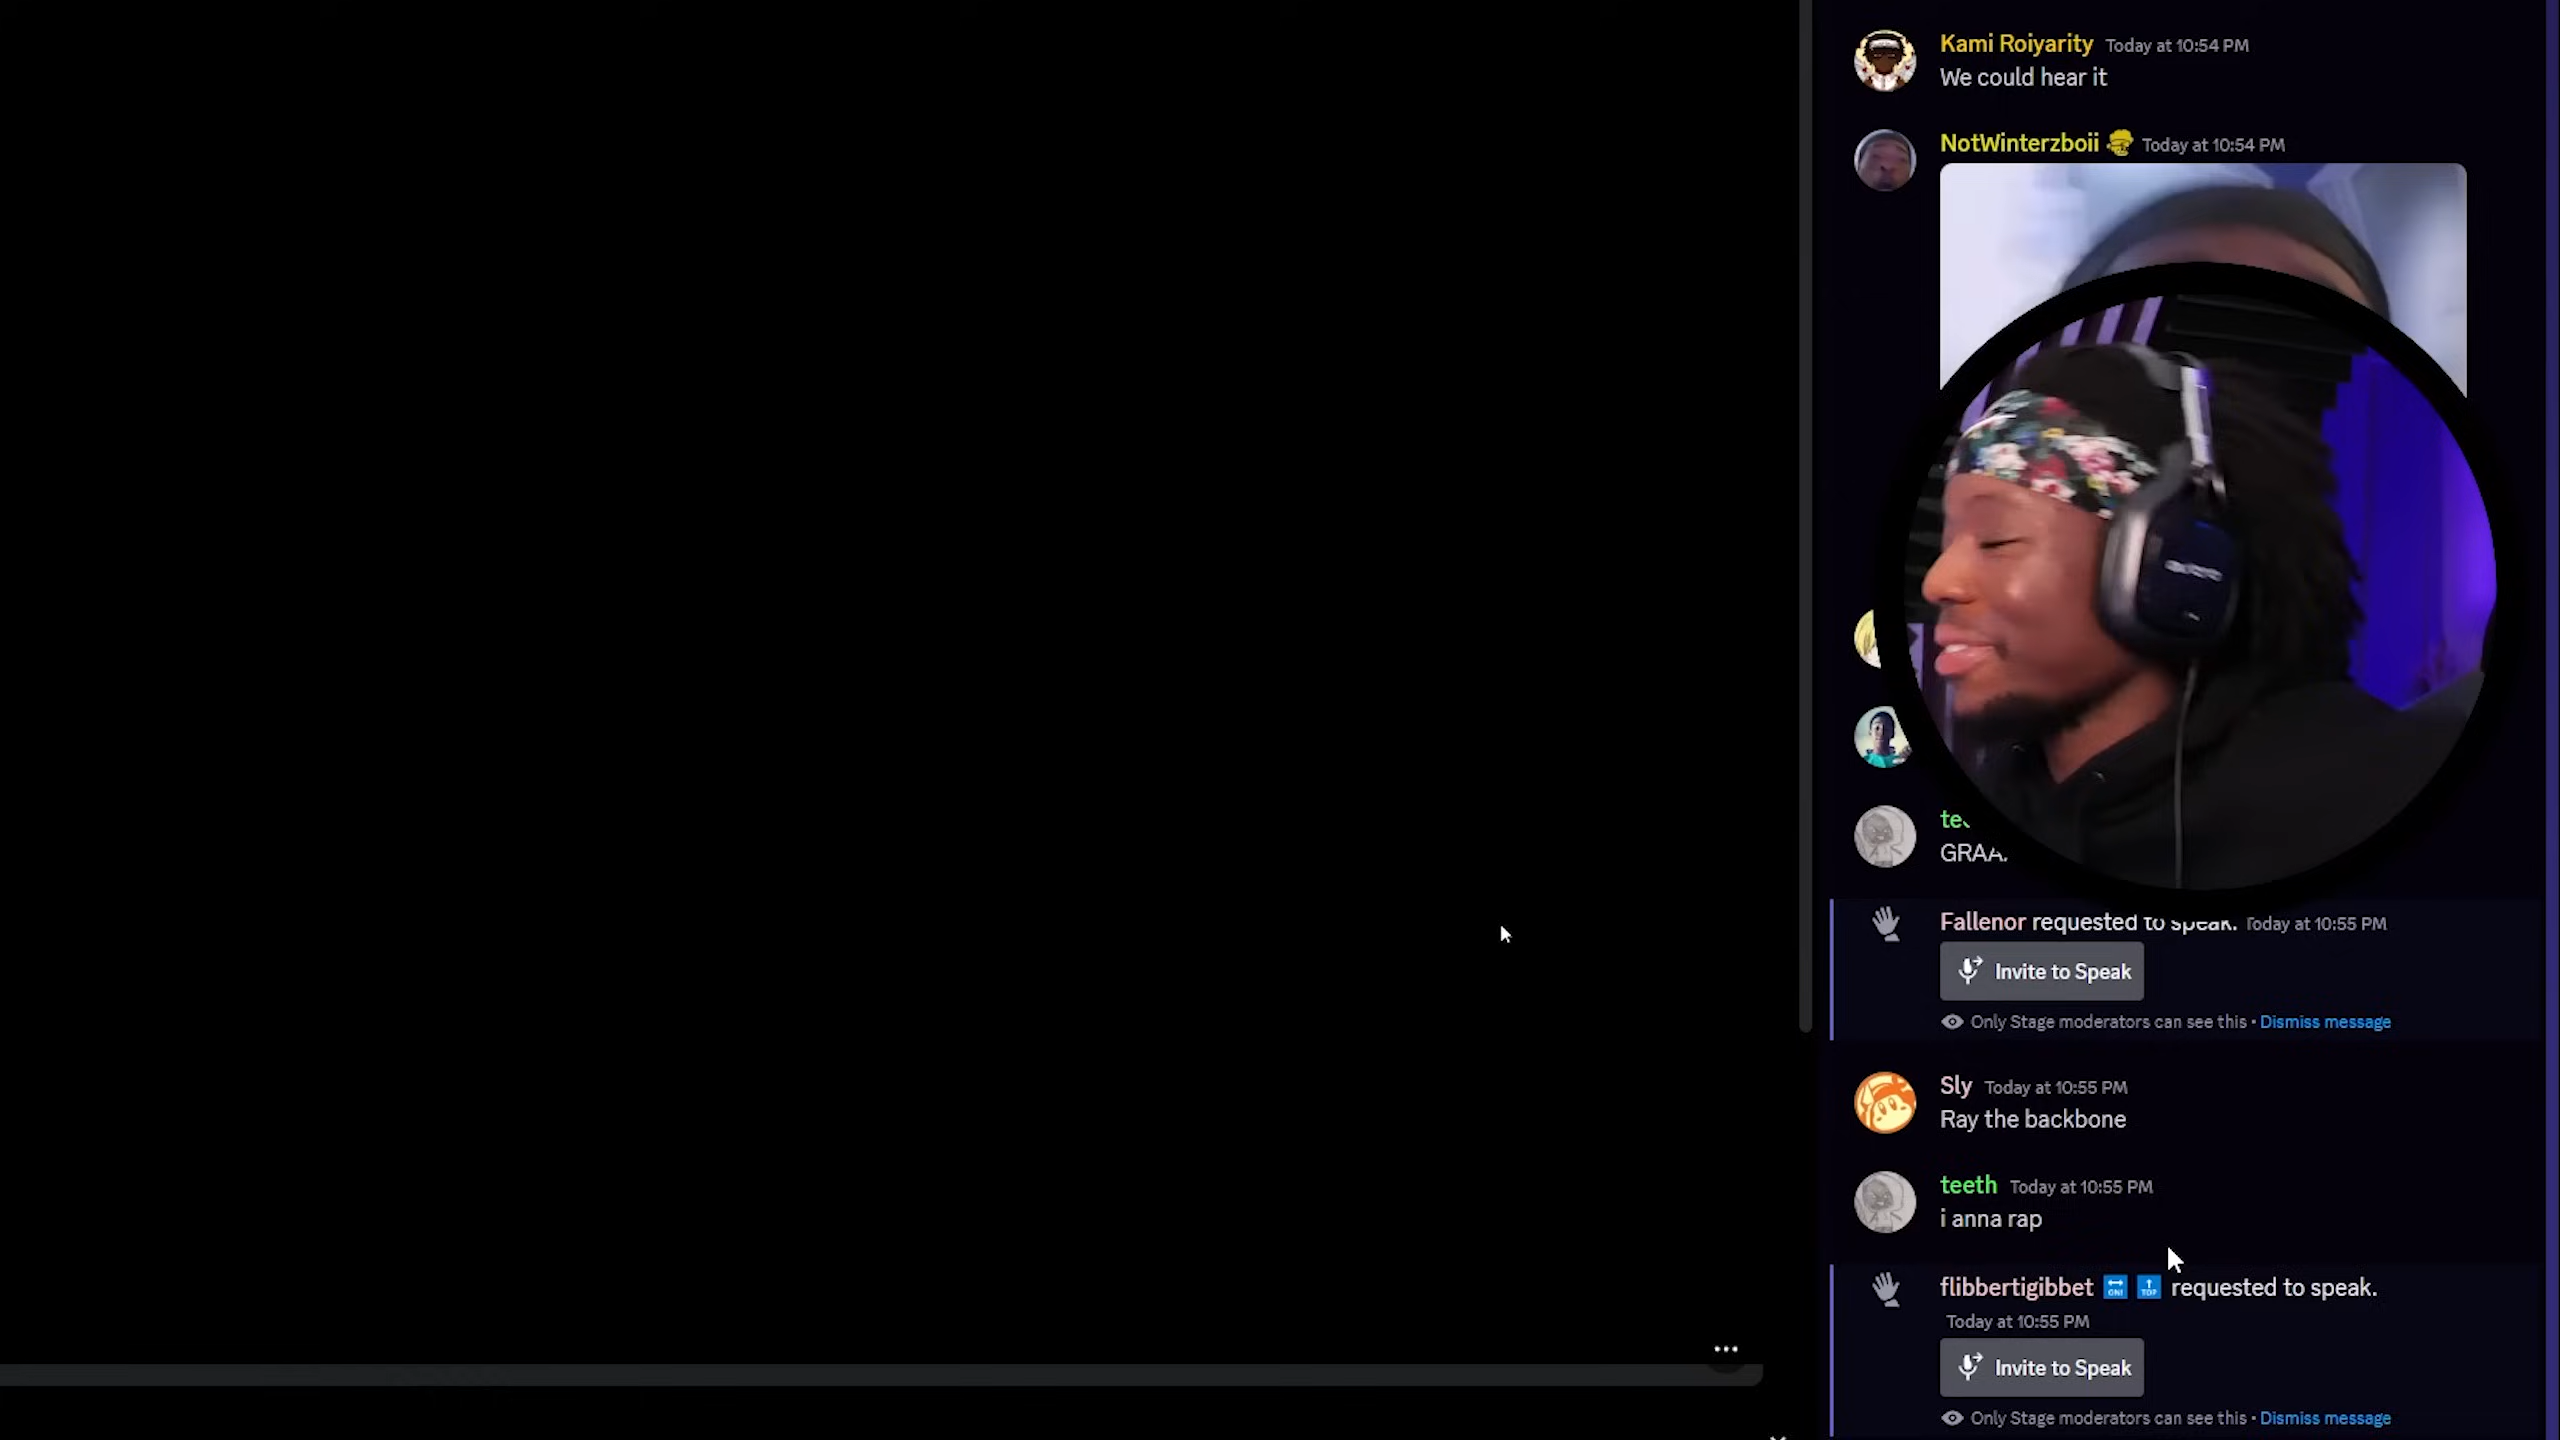 Kami Roiyarity Today at 10:54 PM
We could hear it
NotWinterzboii Today at 10:54 PM
Fallenor requested to speak. Today at 10:55 PM
Invite to Speak
Only Stage moderators can see this • Dismiss message
Sly Today at 10:55 PM
Ray the backbone
teeth Today at 10:55 PM
i anna rap
flibbertigibbet ON! TOP requested to speak.
Today at 10:55 PM
Invite to Speak
Only Stage moderators can see this • Dismiss message